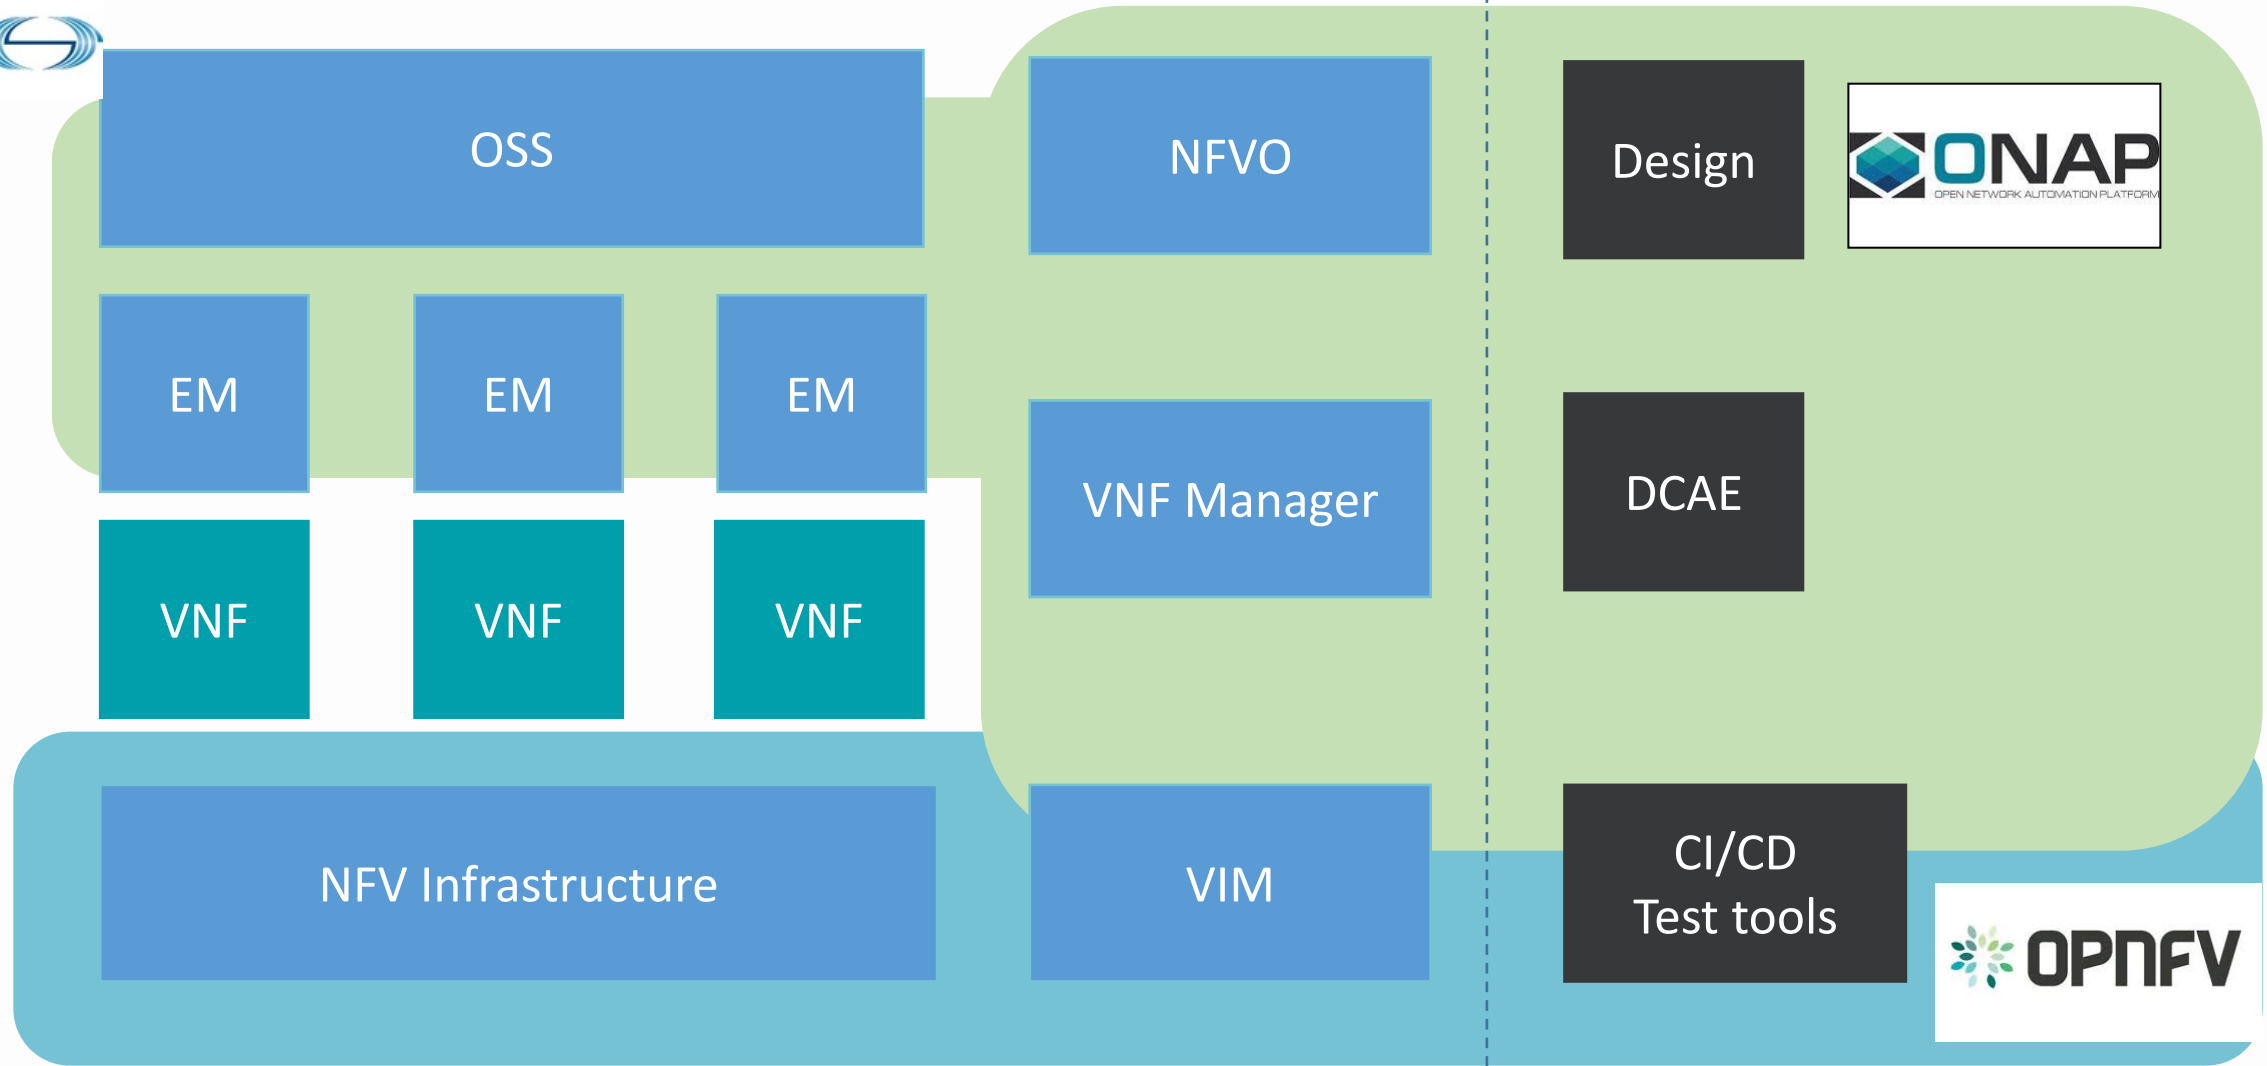 OSS
NFVO
Design
ONAP
OPEN NETWORK AUTOMATION PLATFORM
EM
EM
EM
VNF Manager
DCAE
VNF
VNF
VNF
NFV Infrastructure
VIM
CI/CD
Test tools
OPNFV